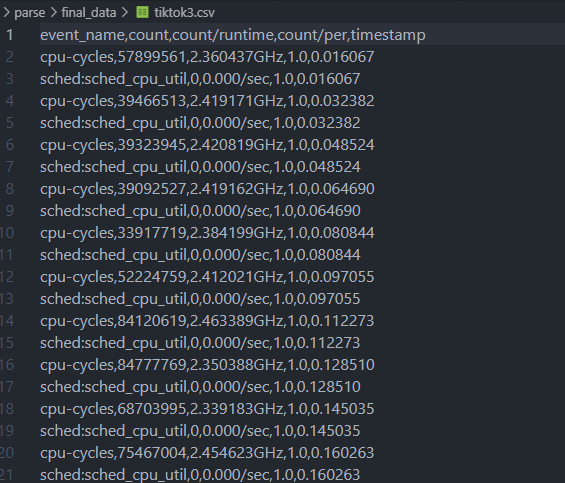 > parse > final_data > tiktok3.csv
1 event_name,count,count/runtime,count/per,timestamp
2 cpu-cycles,57899561,2.360437GHz,1.0,0.016067
3 sched:sched_cpu_util,0,0.000/sec,1.0,0.016067
4 cpu-cycles,39466513,2.419171GHz,1.0,0.032382
5 sched:sched_cpu_util,0,0.000/sec,1.0,0.032382
6 cpu-cycles,39323945,2.420819GHz,1.0,0.048524
7 sched:sched_cpu_util,0,0.000/sec,1.0,0.048524
8 cpu-cycles,39092527,2.419162GHz,1.0,0.064690
9 sched:sched_cpu_util,0,0.000/sec,1.0,0.064690
10 cpu-cycles,33917719,2.384199GHz,1.0,0.080844
11 sched:sched_cpu_util,0,0.000/sec,1.0,0.080844
12 cpu-cycles,52224759,2.412021GHz,1.0,0.097055
13 sched:sched_cpu_util,0,0.000/sec,1.0,0.097055
14 cpu-cycles,84120619,2.463389GHz,1.0,0.112273
15 sched:sched_cpu_util,0,0.000/sec,1.0,0.112273
16 cpu-cycles,84777769,2.350388GHz,1.0,0.128510
17 sched:sched_cpu_util,0,0.000/sec,1.0,0.128510
18 cpu-cycles,68703995,2.339183GHz,1.0,0.145035
19 sched:sched_cpu_util,0,0.000/sec,1.0,0.145035
20 cpu-cycles,75467004,2.454623GHz,1.0,0.160263
21 sched:sched_cpu_util,0,0.000/sec,1.0,0.160263